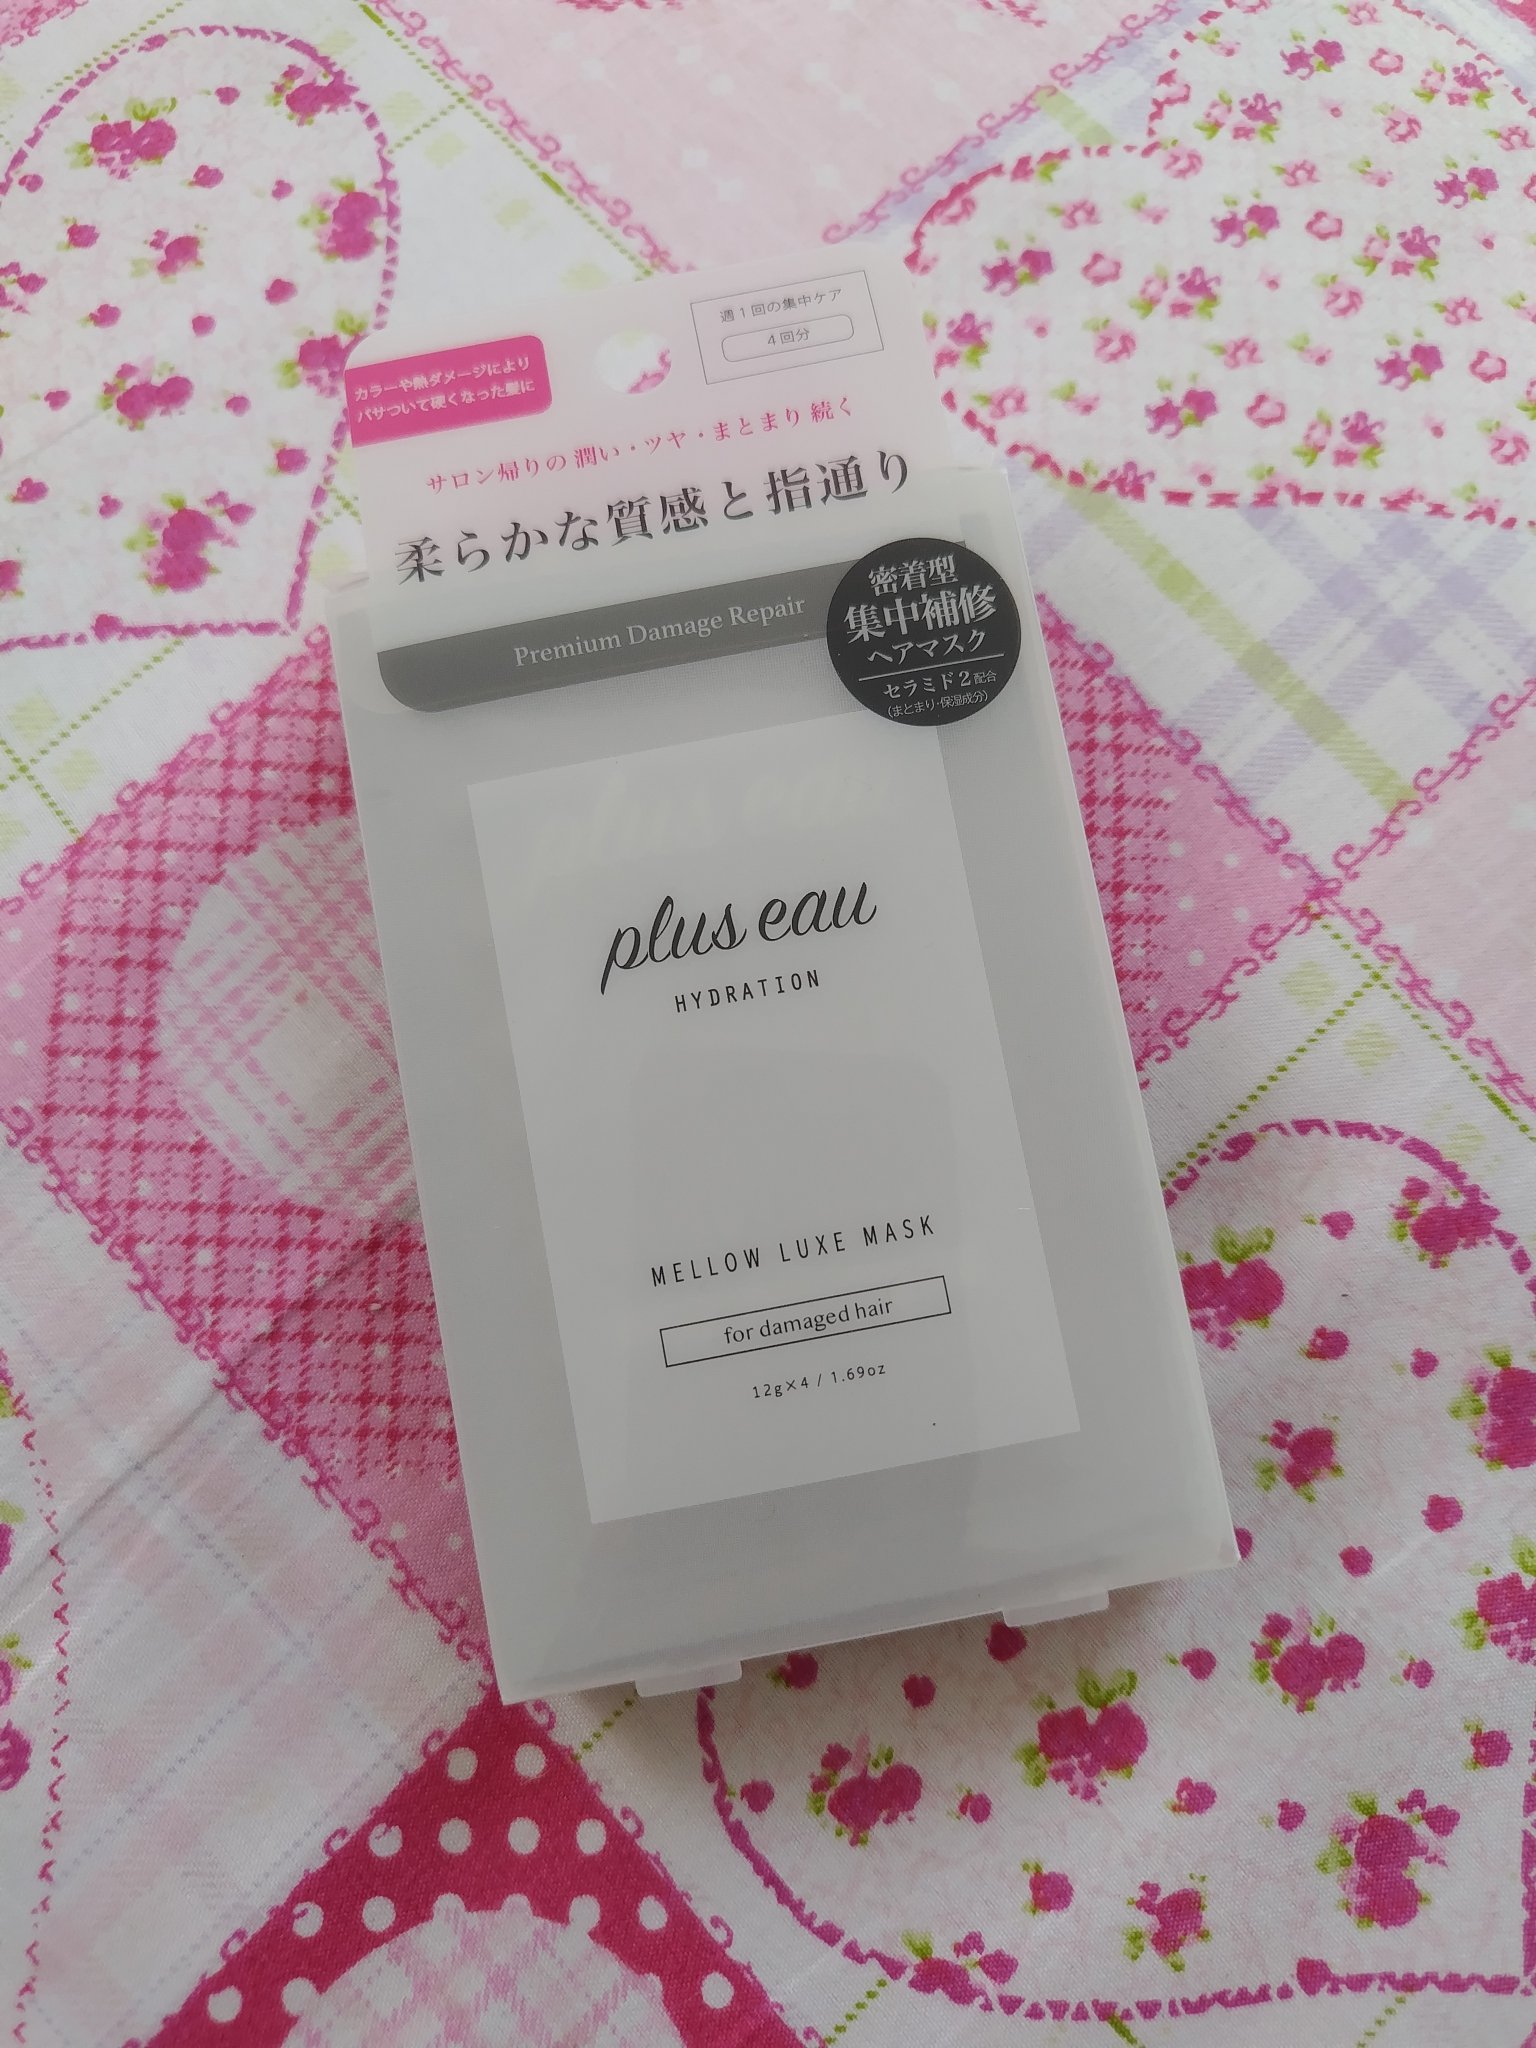 週1回の集中ケア
4回分
カラーや熱ダメージにより
パサついて硬くなった髪に
サロン帰りの潤い・ツヤ・まとまり続く
柔らかな質感と指通り
Premium Damage Repair
密着型
集中補修
ヘアマスク
セラミド2配合
(まとまり・保湿成分)
plus eau
plus eau
HYDRATION
MELLOW LUXE MASK
for damaged hair
12g×4 / 1.69oz